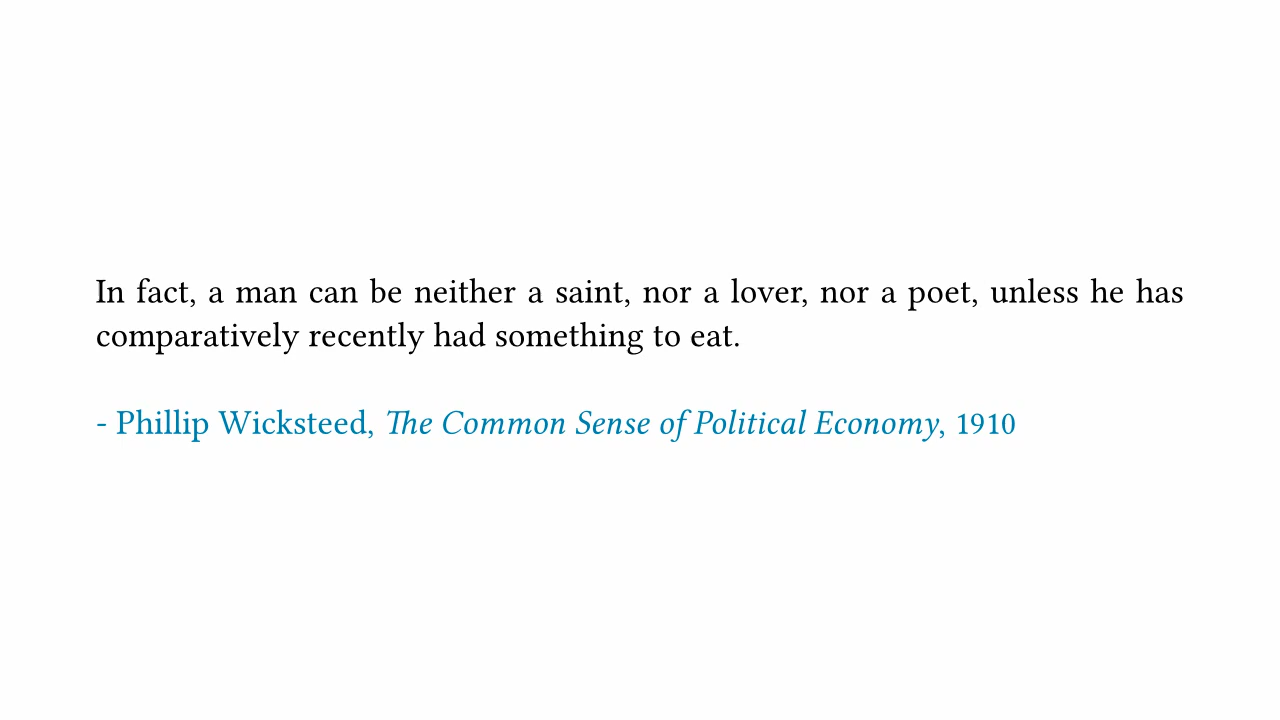 In fact, a man can be neither a saint, nor a lover, nor a poet, unless he has
comparatively recently had something to eat.
- Phillip Wicksteed, The Common Sense of Political Economy, 1910